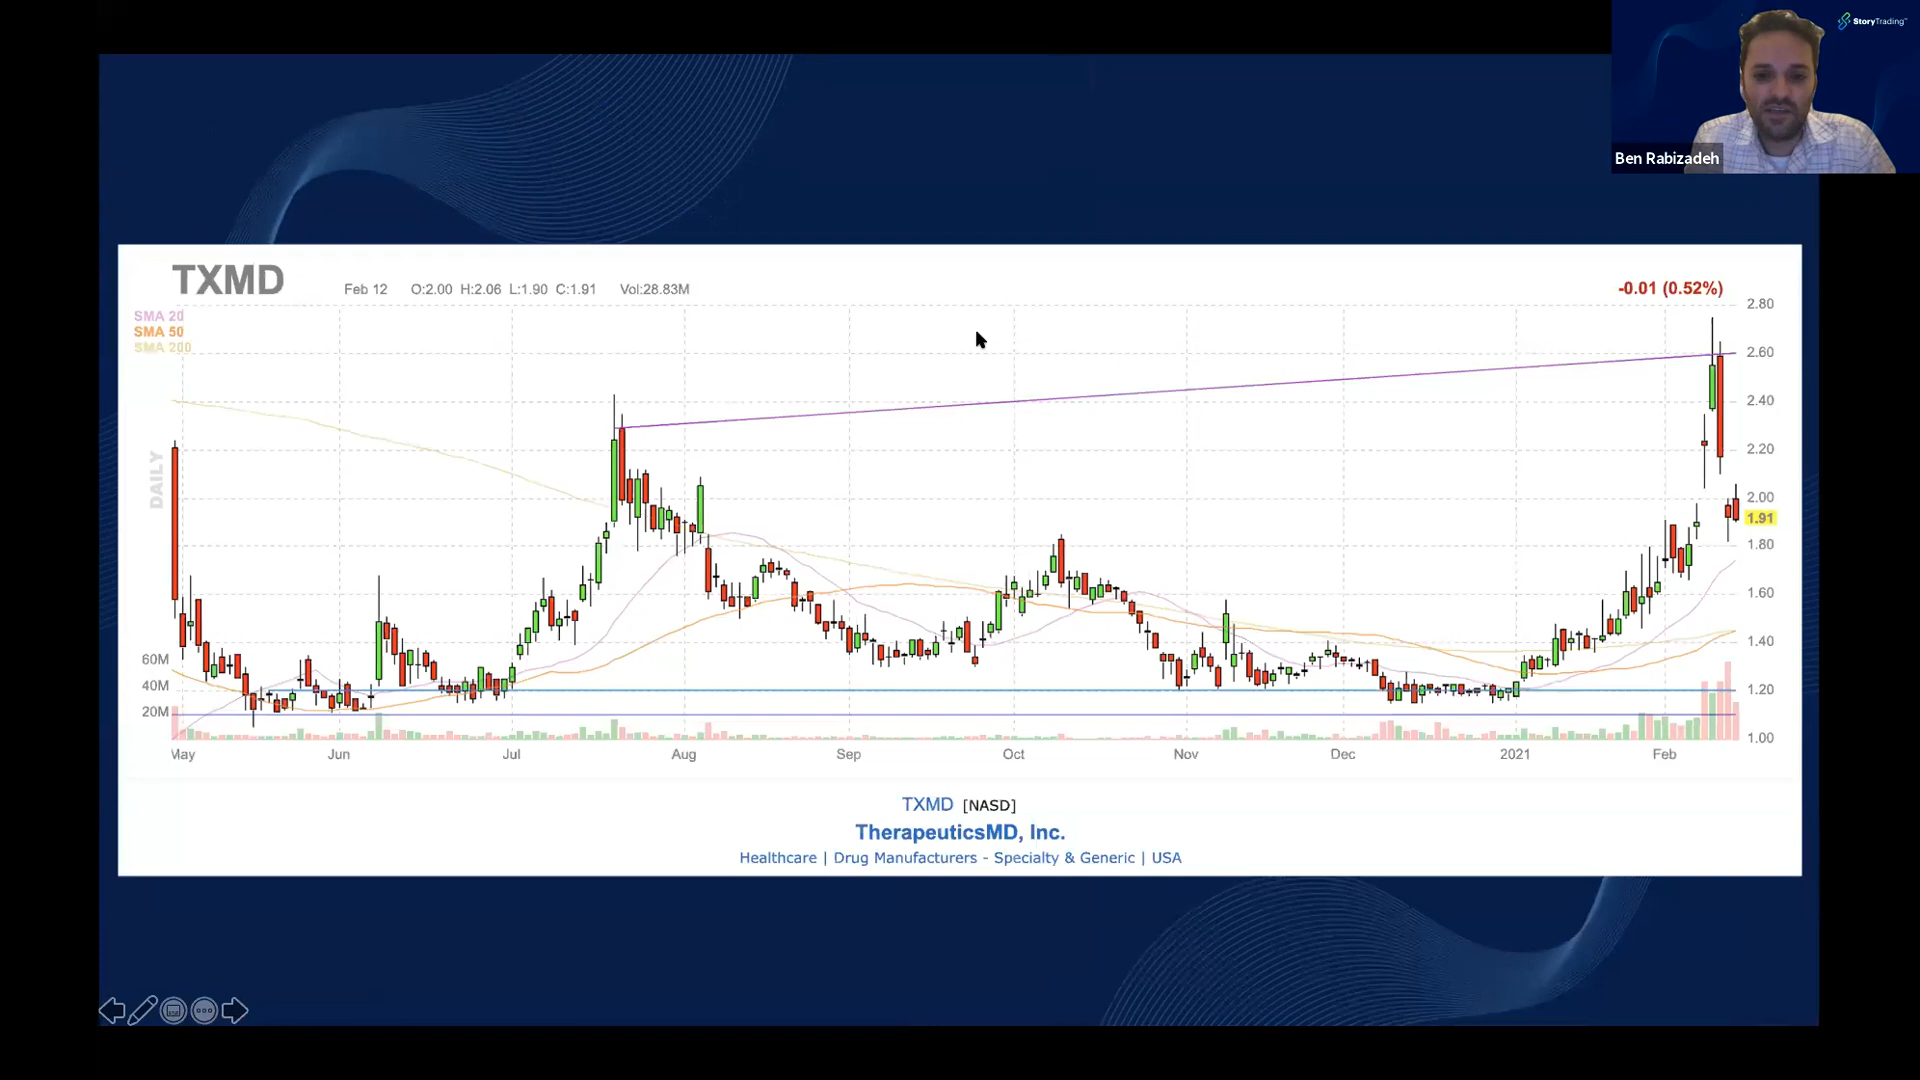 StoryTrading™
Ben Rabizadeh
TXMD
Feb 12 O:2.00 H:2.06 L:1.90 C:1.91 Vol:28.83M
-0.01 (0.52%)
SMA 20
SMA 50
SMA 200
DAILY
2.80
2.60
2.40
2.20
2.00
1.91
1.80
1.60
1.40
1.20
1.00
60M
40M
20M
May Jun Jul Aug Sep Oct Nov Dec 2021 Feb
TXMD [NASD]
TherapeuticsMD, Inc.
Healthcare | Drug Manufacturers - Specialty & Generic | USA